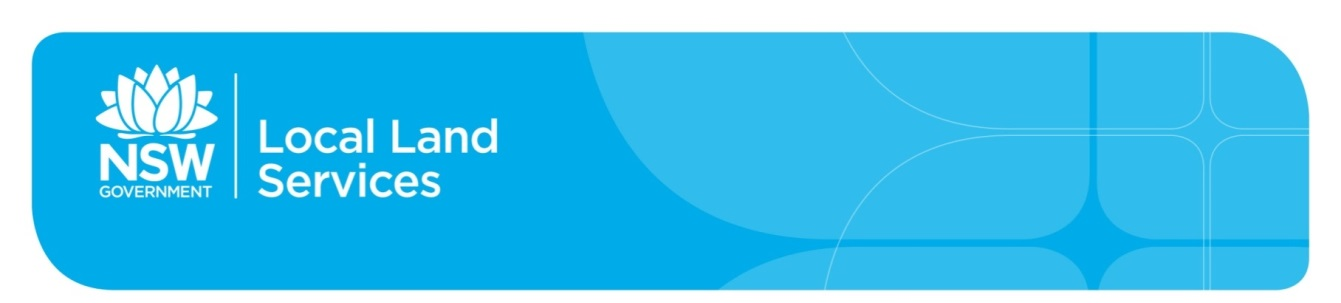 NSW
GOVERNMENT
Local Land
Services